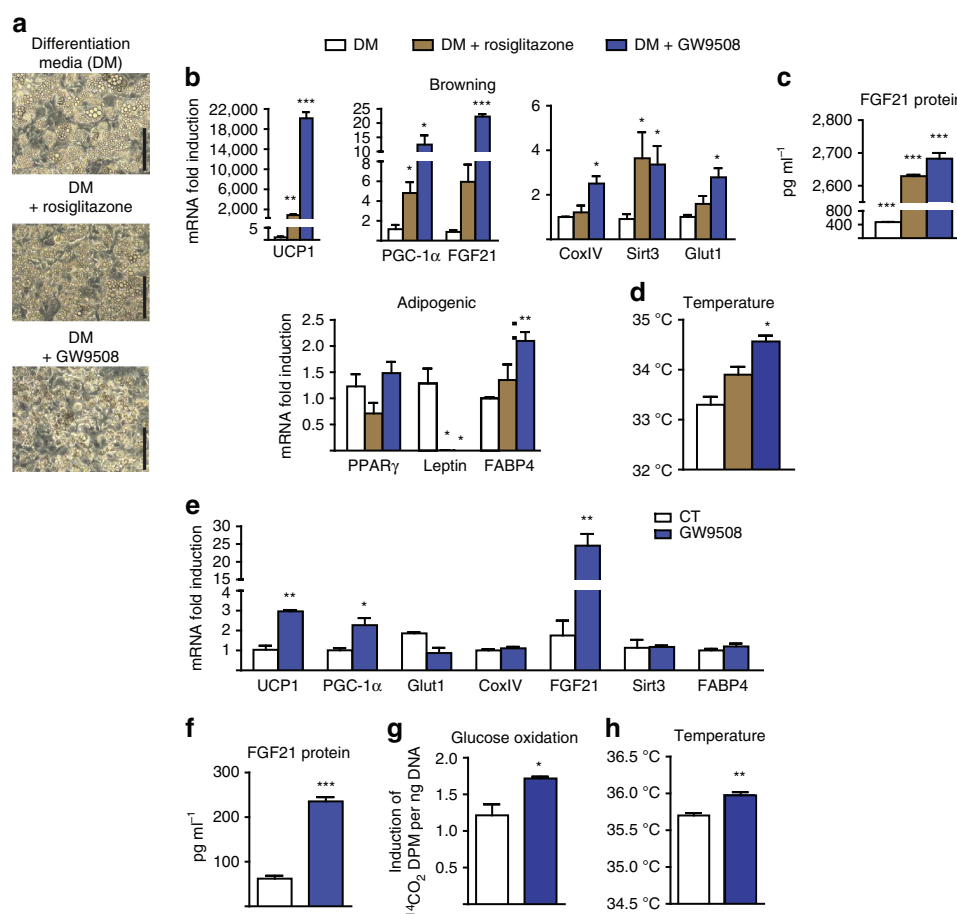 a
Differentiation
media (DM)
DM
+ rosiglitazone
DM
+ GW9508
DM
DM + rosiglitazone
DM + GW9508
b
Browning
mRNA fold induction
22,000
18,000
14,000
10,000
6,000
2,000
5
**
***
UCP1
25
20
15
10
6
4
2
*
*
***
PGC-1α
FGF21
6
4
2
*
*
*
*
CoxIV
Sirt3
Glut1
c
FGF21 protein
pg ml⁻¹
2,800
2,700
2,600
800
400
***
***
***
Adipogenic
mRNA fold induction
2.5
2.0
1.5
1.0
0.5
*
*
**
PPARγ
Leptin
FABP4
d
Temperature
35 °C
34 °C
33 °C
32 °C
*
e
CT
GW9508
mRNA fold induction
30
25
20
15
10
5
4
3
2
1
**
*
**
UCP1
PGC-1α
Glut1
CoxIV
FGF21
Sirt3
FABP4
f
FGF21 protein
pg ml⁻¹
300
200
100
***
g
Glucose oxidation
Induction of
¹⁴CO₂ DPM per ng DNA
2.0
1.5
1.0
0.5
*
h
Temperature
36.5 °C
36.0 °C
35.5 °C
35.0 °C
34.5 °C
**